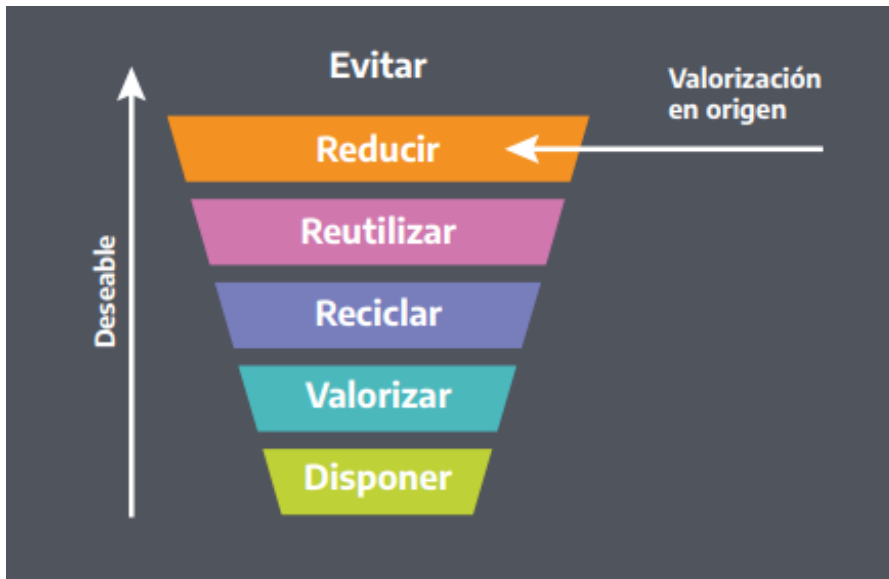 Evitar
Valorización
en origen
Reducir
Reutilizar
Deseable
Reciclar
Valorizar
Disponer